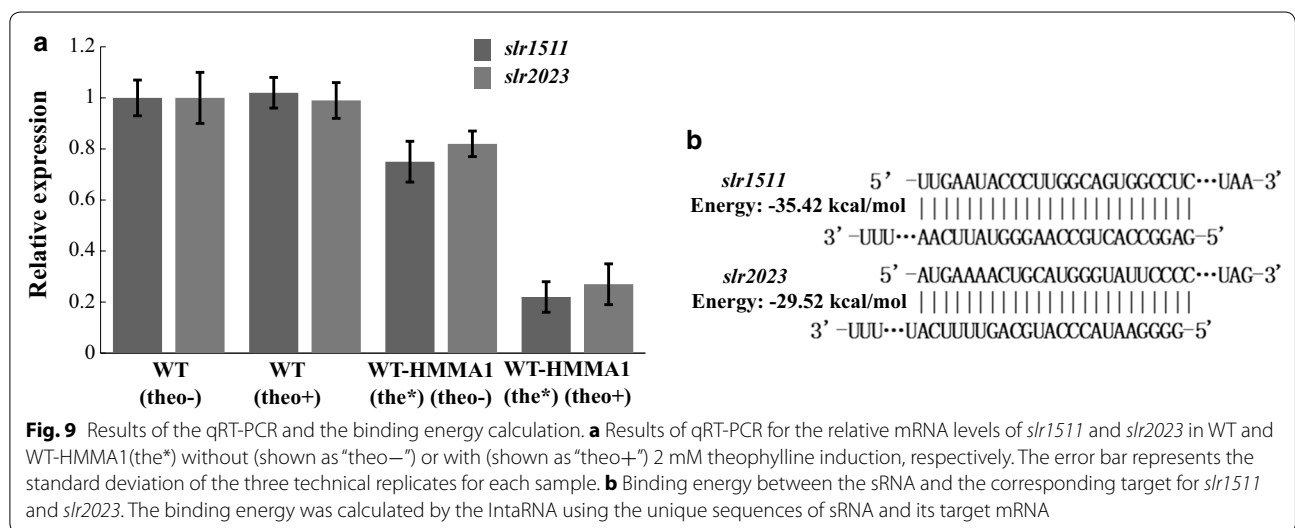 a
1.2
1
0.8
0.6
0.4
0.2
0
Relative expression
slr1511
slr2023
WT
(theo-)
WT
(theo+)
WT-HMMA1
(the*) (theo-)
WT-HMMA1
(the*) (theo+)
b
slr1511 5' -UUGAAUACCCUUGGCAGUGGCCUC···UAA-3'
Energy: -35.42 kcal/mol
3' -UUU···AACUUAUGGGAACCGUCACCGGAG-5'
slr2023 5' -AUGAAAACUGCAUGGGUAUUCCCC···UAG-3'
Energy: -29.52 kcal/mol
3' -UUU···UACUUUUGACGUACCCAUAAGGGG-5'
Fig. 9 Results of the qRT-PCR and the binding energy calculation. a Results of qRT-PCR for the relative mRNA levels of slr1511 and slr2023 in WT and
WT-HMMA1(the*) without (shown as “theo−”) or with (shown as “theo+”) 2 mM theophylline induction, respectively. The error bar represents the
standard deviation of the three technical replicates for each sample. b Binding energy between the sRNA and the corresponding target for slr1511
and slr2023. The binding energy was calculated by the IntaRNA using the unique sequences of sRNA and its target mRNA